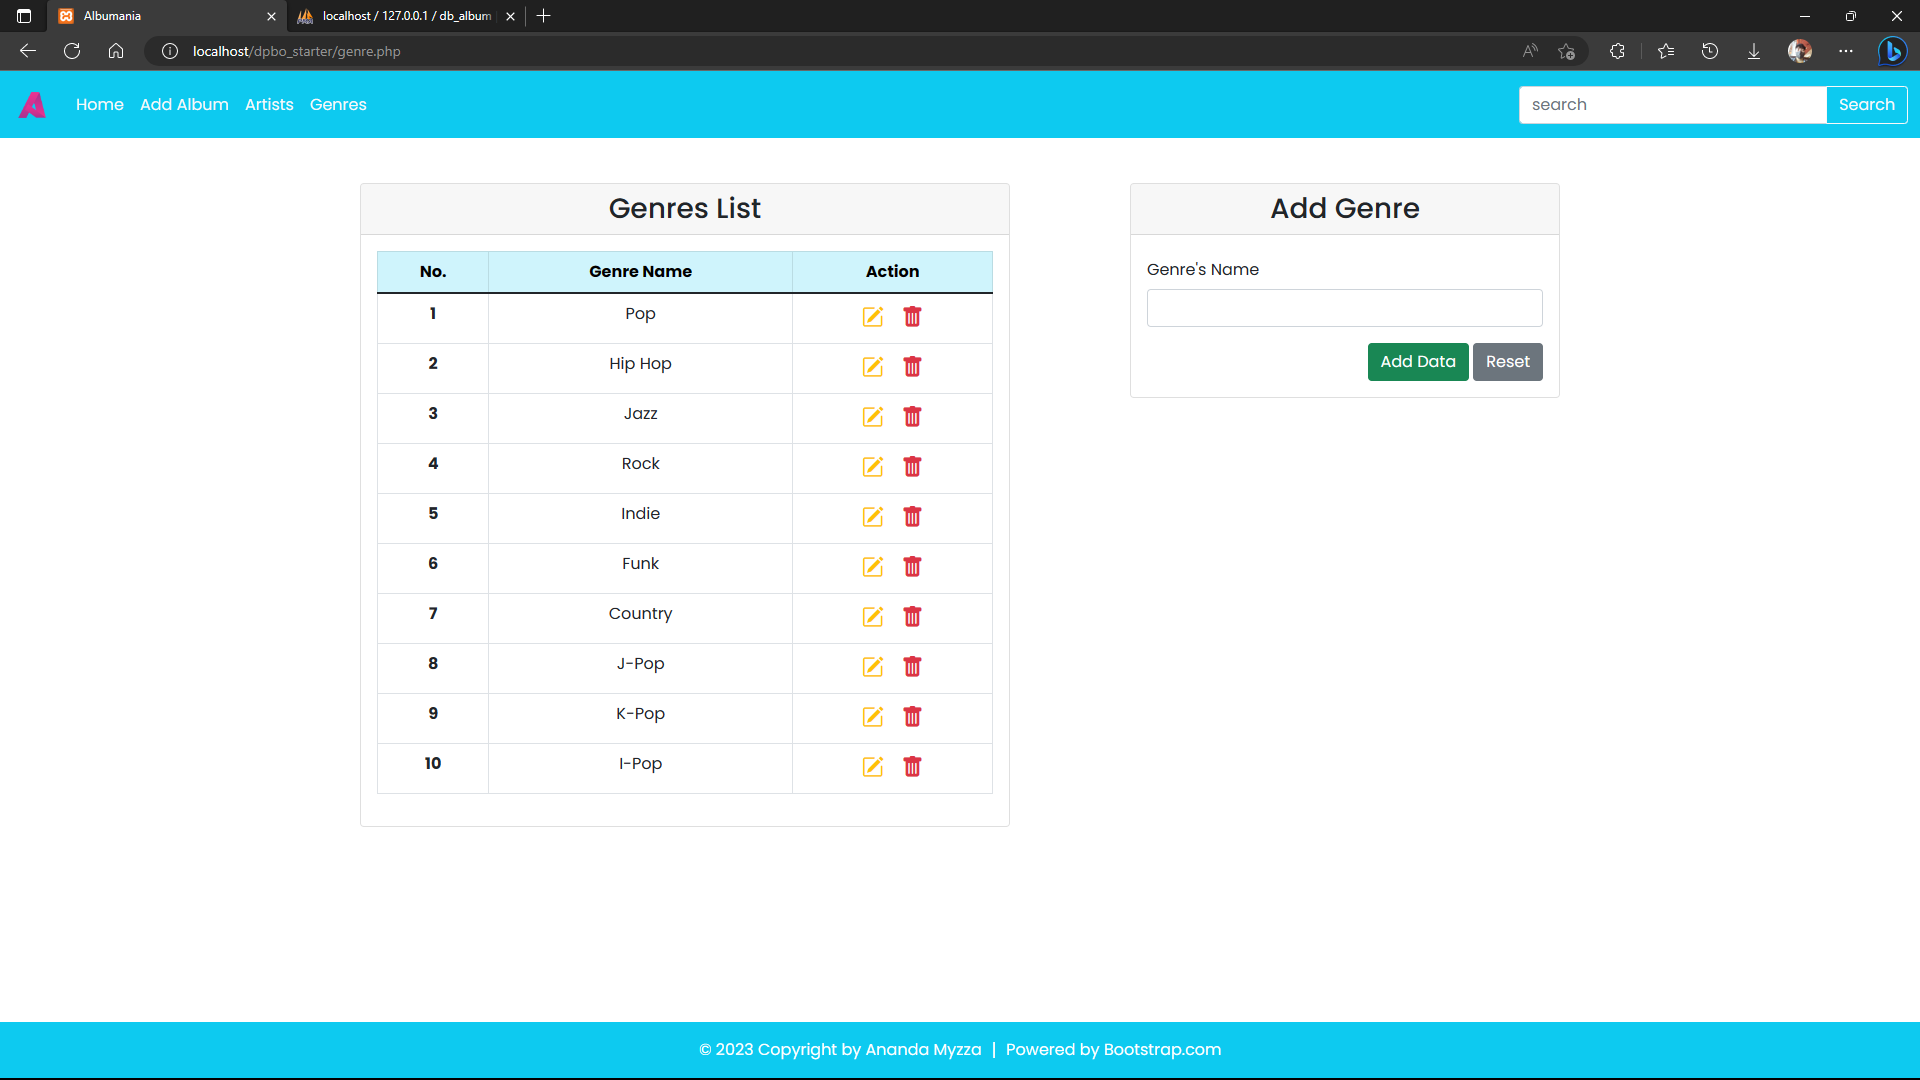 Albumania
localhost / 127.0.0.1 / db_album
localhost/dpbo_starter/genre.php
Home Add Album Artists Genres
search Search
Genres List
No. Genre Name Action
1 Pop
2 Hip Hop
3 Jazz
4 Rock
5 Indie
6 Funk
7 Country
8 J-Pop
9 K-Pop
10 I-Pop
Add Genre
Genre's Name
Add Data Reset
© 2023 Copyright by Ananda Myzza | Powered by Bootstrap.com